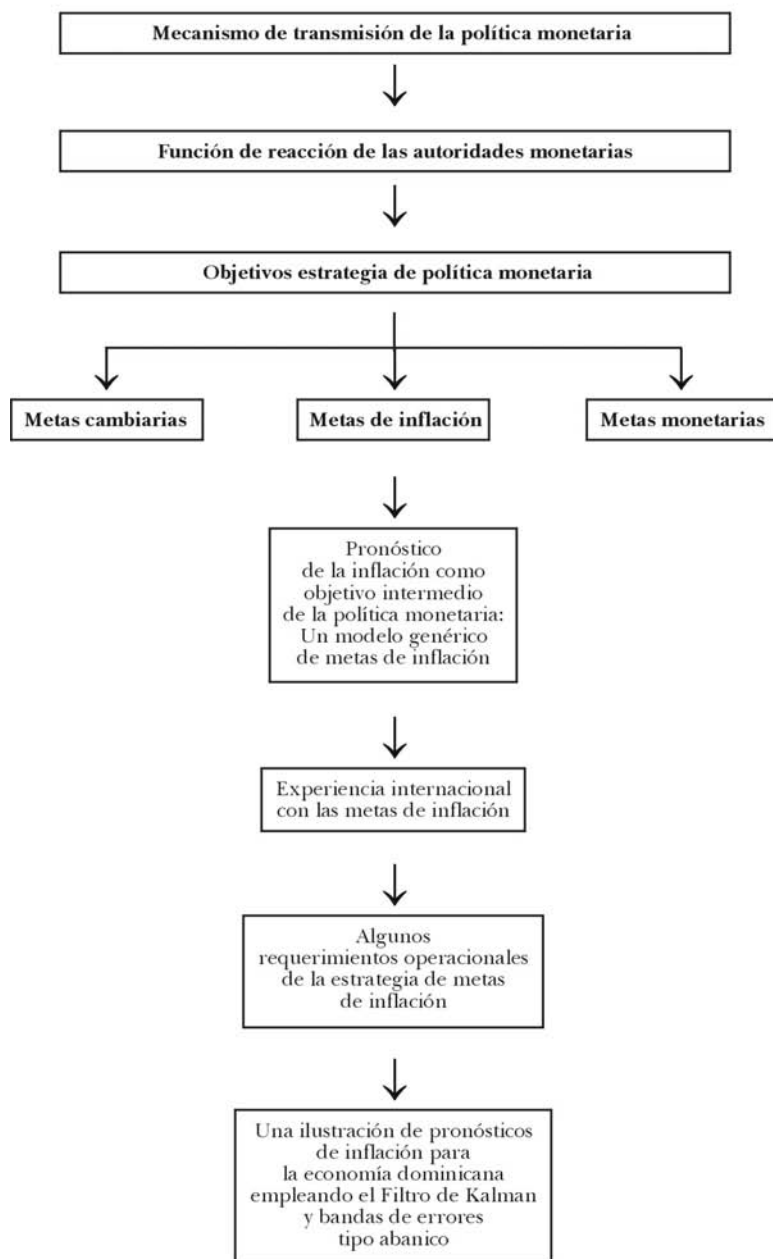 Mecanismo de transmisión de la política monetaria
Función de reacción de las autoridades monetarias
Objetivos estrategia de política monetaria
Metas cambiarias
Metas de inflación
Metas monetarias
Pronóstico
de la inflación como
objetivo intermedio
de la política monetaria:
Un modelo genérico
de metas de inflación
Experiencia internacional
con las metas de inflación
Algunos
requerimientos operacionales
de la estrategia de metas
de inflación
Una ilustración de pronósticos
de inflación para
la economía dominicana
empleando el Filtro de Kalman
y bandas de errores
tipo abanico